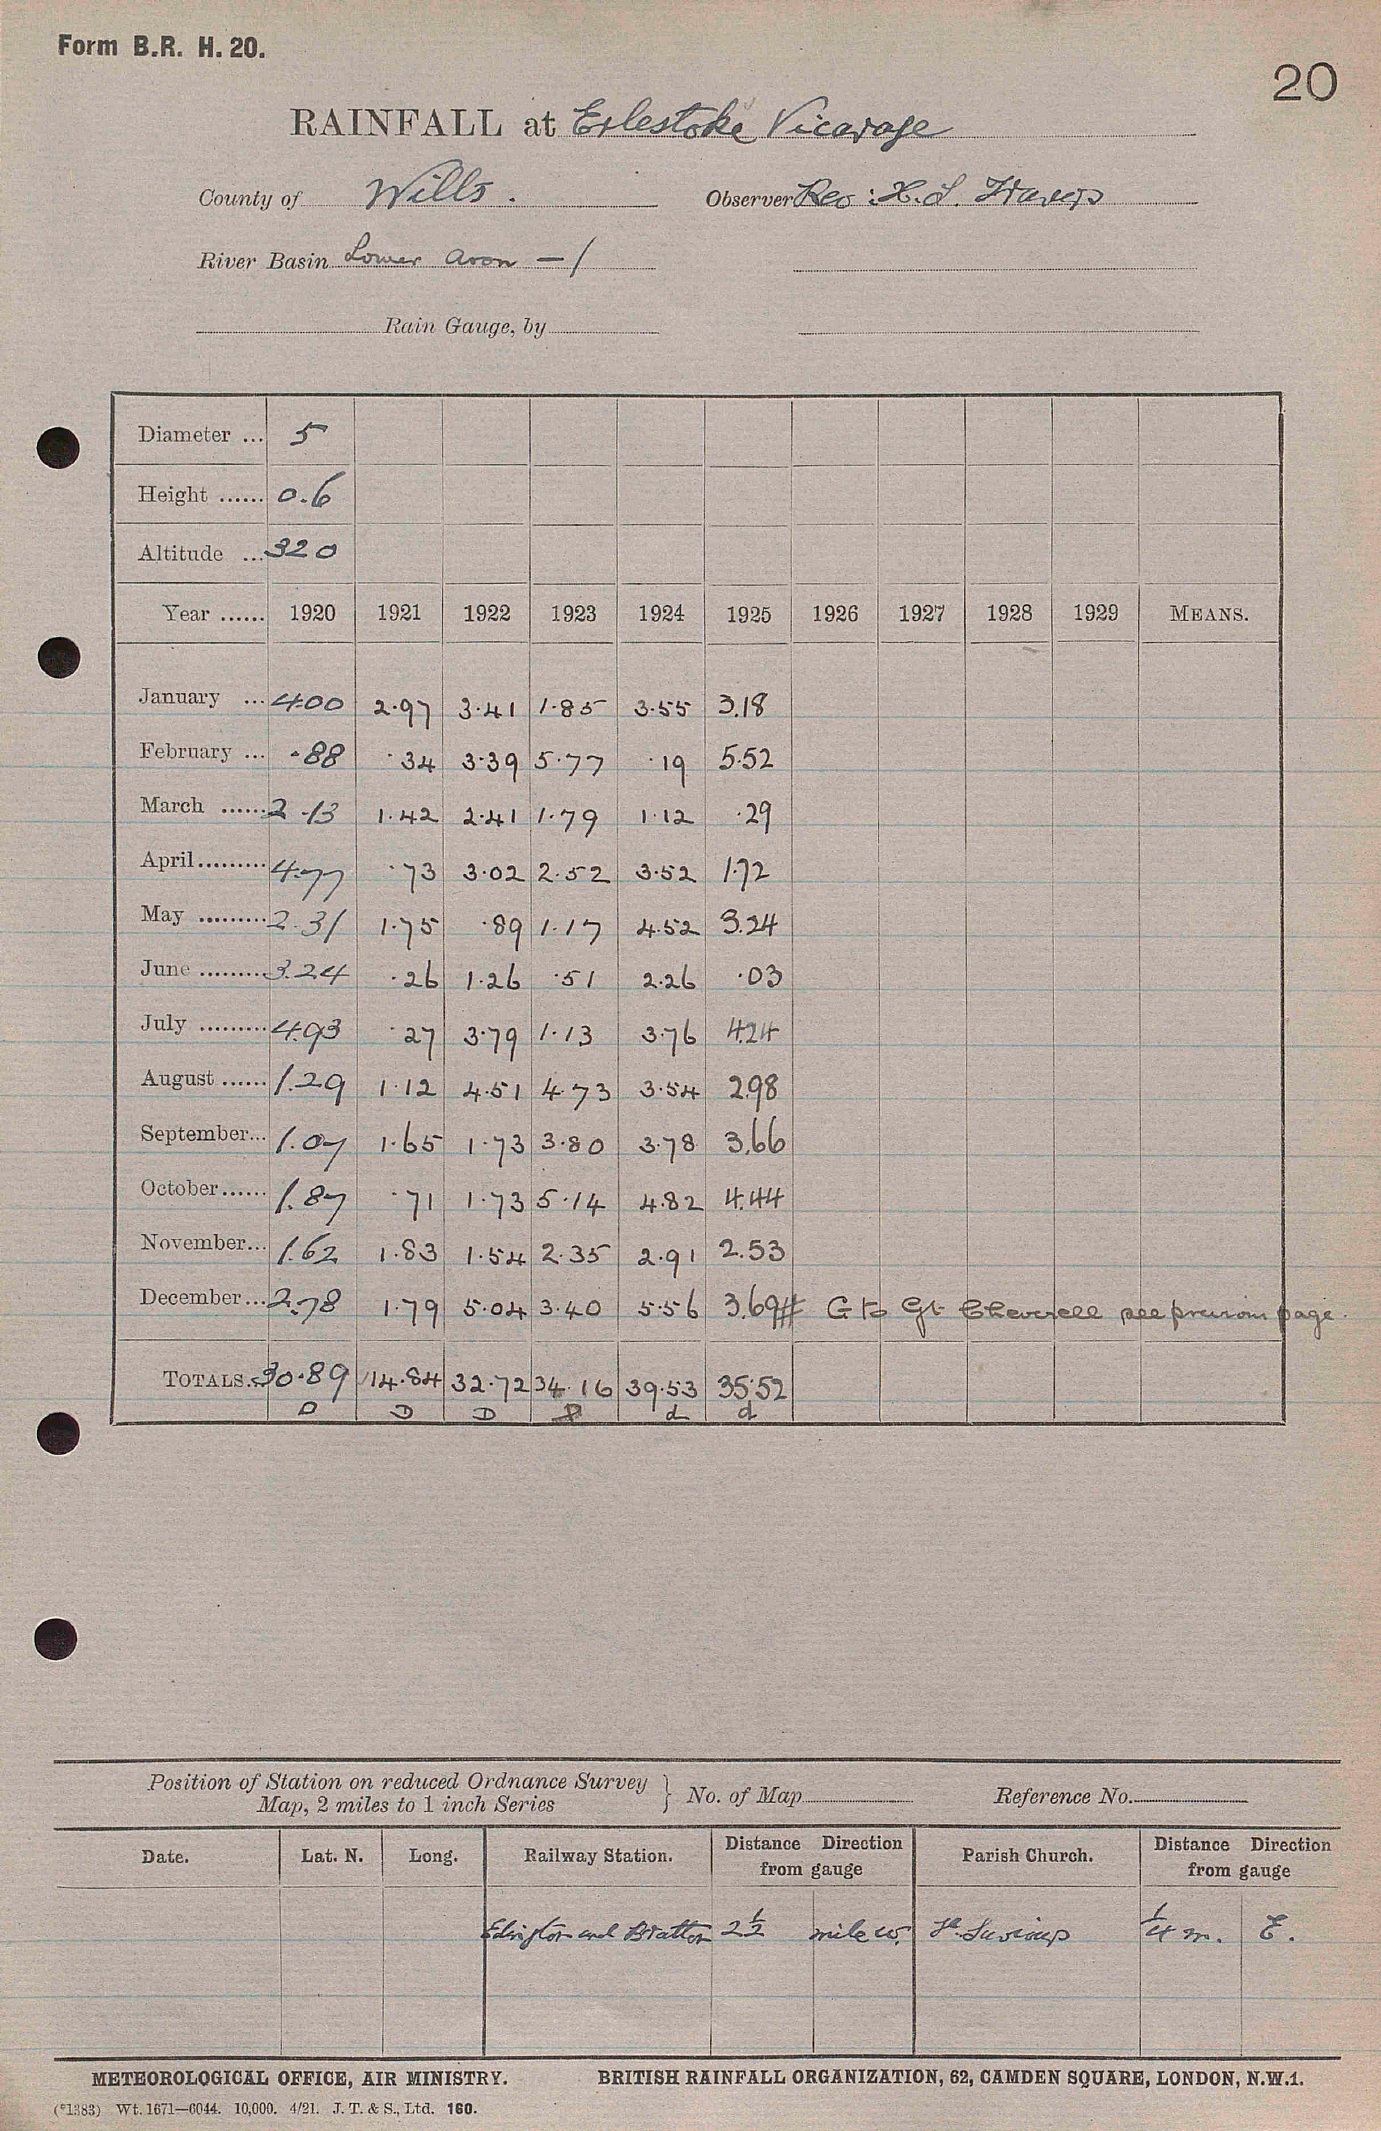 Form B.R. H. 20.
20
RAINFALL at Erlestoke Vicarage
County of Wilts. Observer Rev: H.L.
River Basin Lower Avon — 1
Rain Gauge, by
Diameter ... 5
Height ...... 0.6
Altitude ... 320
Year ...... 1920 1921 1922 1923 1924 1925 1926 1927 1928 1929 MEANS.
January ... 4.00 2.97 3.41 1.85 3.55 3.18
February ... .88 .34 3.39 5.77 .19 5.52
March ...... 2.13 1.42 2.41 1.79 1.12 .29
April ......... 4.77 .73 3.02 2.52 3.52 1.72
May ......... 2.31 1.75 .89 1.17 4.52 3.24
June ......... 3.24 .26 1.26 .51 2.26 .03
July ......... 4.93 .27 3.79 1.13 3.76 4.24
August ...... 1.29 1.12 4.51 4.73 3.54 2.98
September... 1.07 1.65 1.73 3.80 3.78 3.66
October...... 1.87 .71 1.73 5.14 4.82 4.44
November... 1.62 1.83 1.54 2.35 2.91 2.53
December... 2.78 1.79 5.04 3.40 5.56 3.69# G to Gt Cheverell see previous page.
TOTALS... 30.89 14.84 32.72 34.16 39.53 35.52
D D D D d d
Position of Station on reduced Ordnance Survey Map, 2 miles to 1 inch Series } No. of Map Reference No.
Date. Lat. N. Long. Railway Station. Distance Direction from gauge Parish Church. Distance Direction from gauge
Edington and Bratton 2 1/2 mile W. St. Saviours 1/4 m. E.
METEOROLOGICAL OFFICE, AIR MINISTRY. BRITISH RAINFALL ORGANIZATION, 62, CAMDEN SQUARE, LONDON, N.W.1.
(*1383) Wt. 1671—6044. 10,000. 4/21. J. T. & S., Ltd. 160.